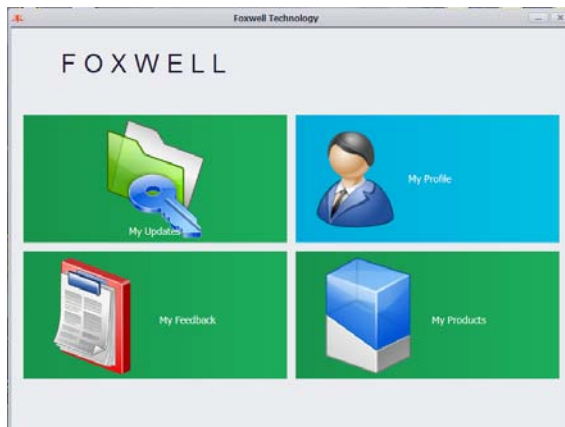 Foxwell Technology
FOXWELL
My Updates
My Profile
My Feedback
My Products